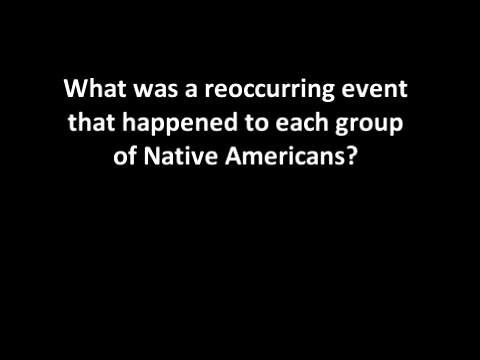 What was a reoccurring event
that happened to each group
of Native Americans?